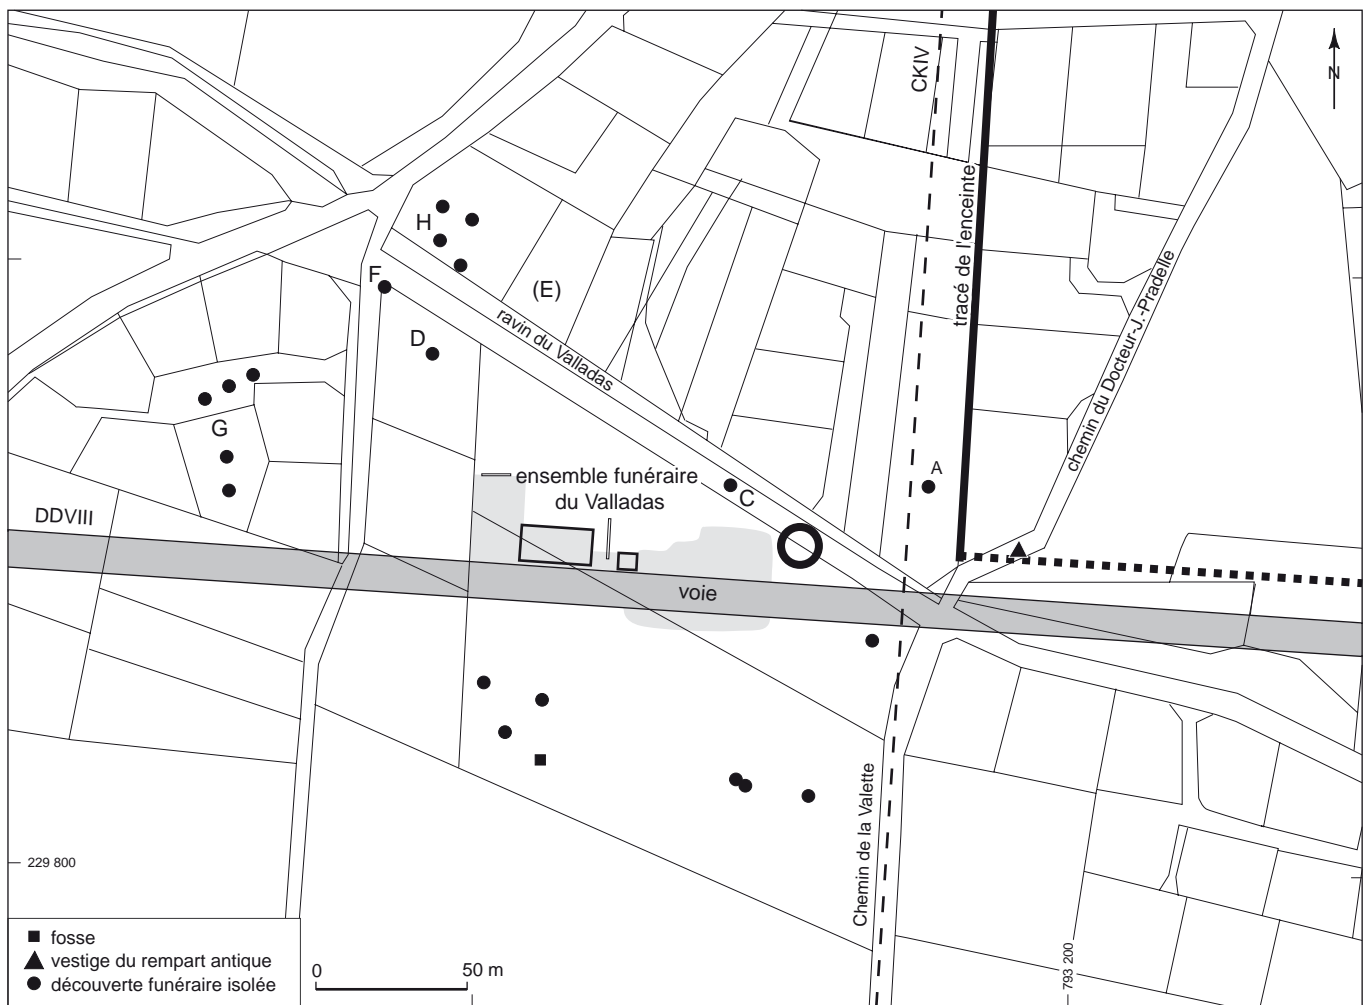 CKIV
N
tracé de l'enceinte
chemin du Docteur-J.-Pradelle
H
F
(E)
D
ravin du Valladas
G
A
ensemble funéraire
du Valladas
C
DDVIII
voie
Chemin de la Valette
229 800
793 200
fosse
vestige du rempart antique
découverte funéraire isolée
0 50 m